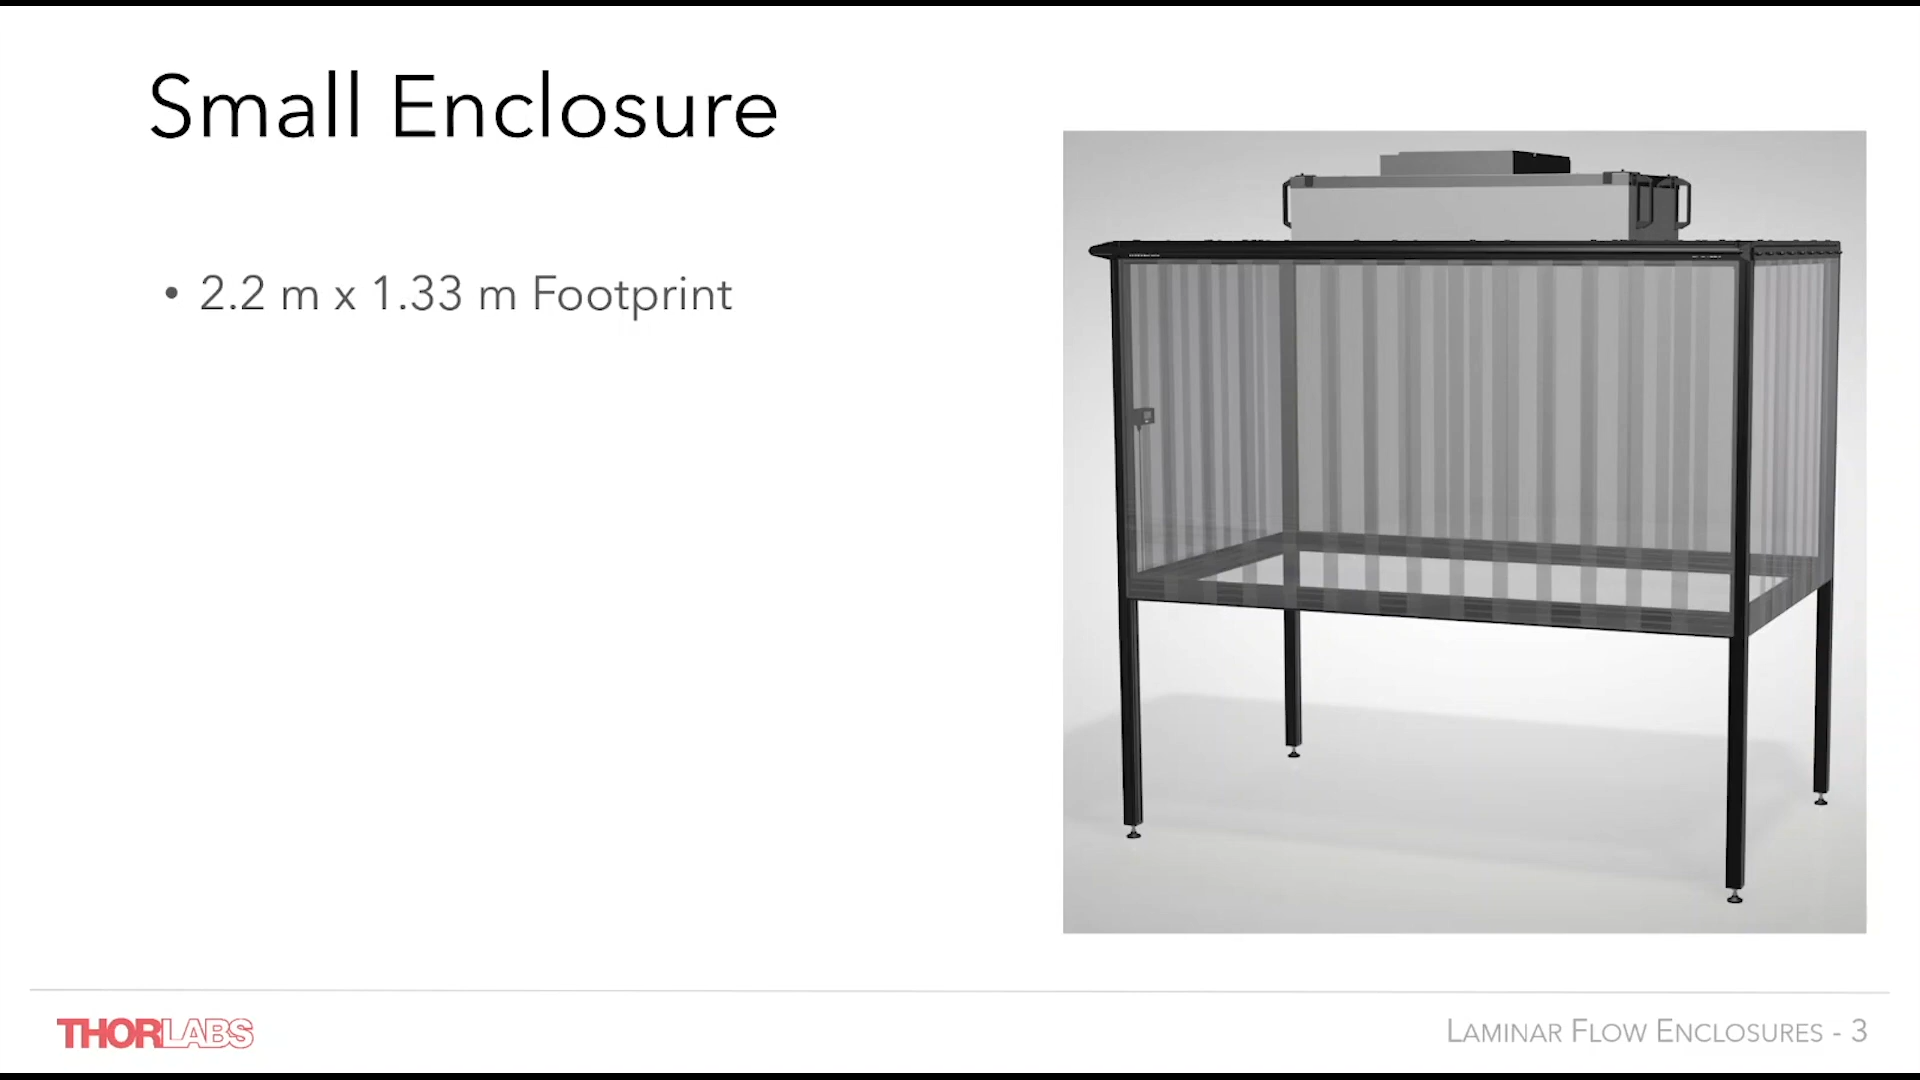 Small Enclosure
• 2.2 m x 1.33 m Footprint
THORLABS
LAMINAR FLOW ENCLOSURES - 3